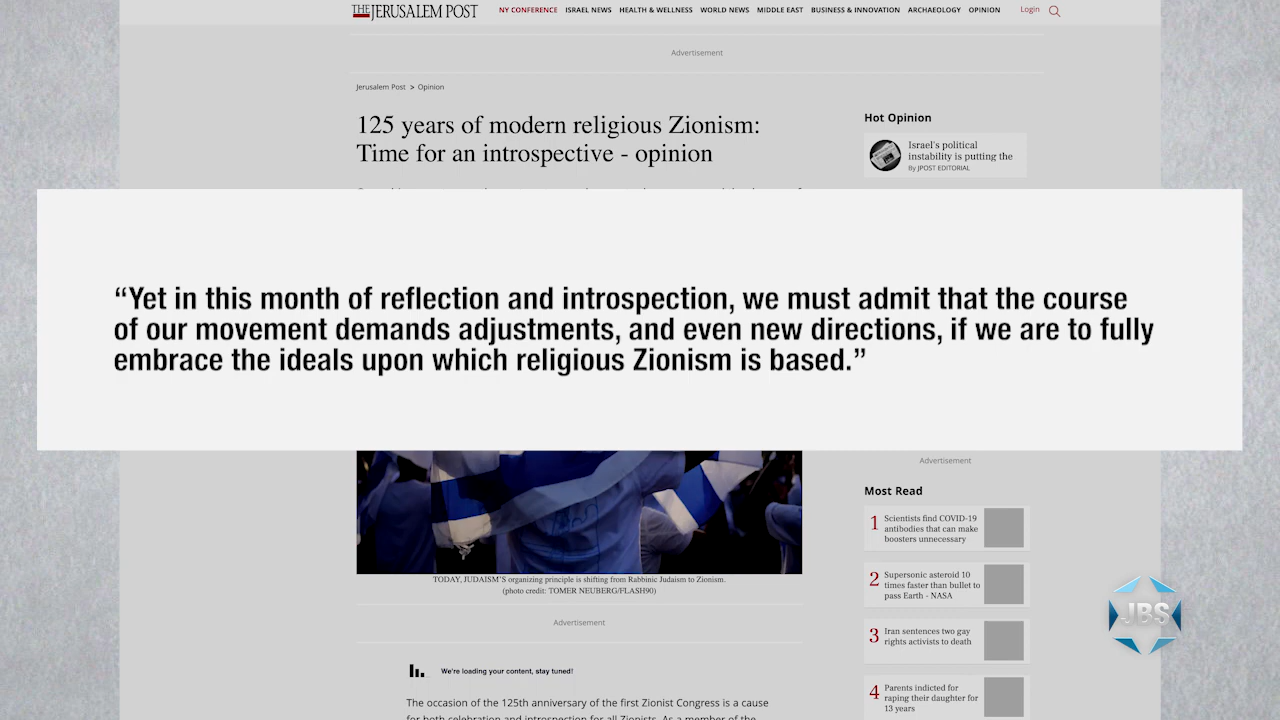 THE JERUSALEM POST
NY CONFERENCE ISRAEL NEWS HEALTH & WELLNESS WORLD NEWS MIDDLE EAST BUSINESS & INNOVATION ARCHAEOLOGY OPINION Login
Advertisement
Jerusalem Post > Opinion
125 years of modern religious Zionism:
Time for an introspective - opinion
Hot Opinion
Israel's political
instability is putting the
By JPOST EDITORIAL
“Yet in this month of reflection and introspection, we must admit that the course
of our movement demands adjustments, and even new directions, if we are to fully
embrace the ideals upon which religious Zionism is based.”
TODAY, JUDAISM'S organizing principle is shifting from Rabbinic Judaism to Zionism.
(photo credit: TOMER NEUBERG/FLASH90)
Advertisement
We're loading your content, stay tuned!
The occasion of the 125th anniversary of the first Zionist Congress is a cause
for both celebration and introspection for all Zionists. As a member of the
Advertisement
Most Read
1 Scientists find COVID-19
antibodies that can make
boosters unnecessary
2 Supersonic asteroid 10
times faster than bullet to
pass Earth - NASA
3 Iran sentences two gay
rights activists to death
4 Parents indicted for
raping their daughter for
13 years
JBS